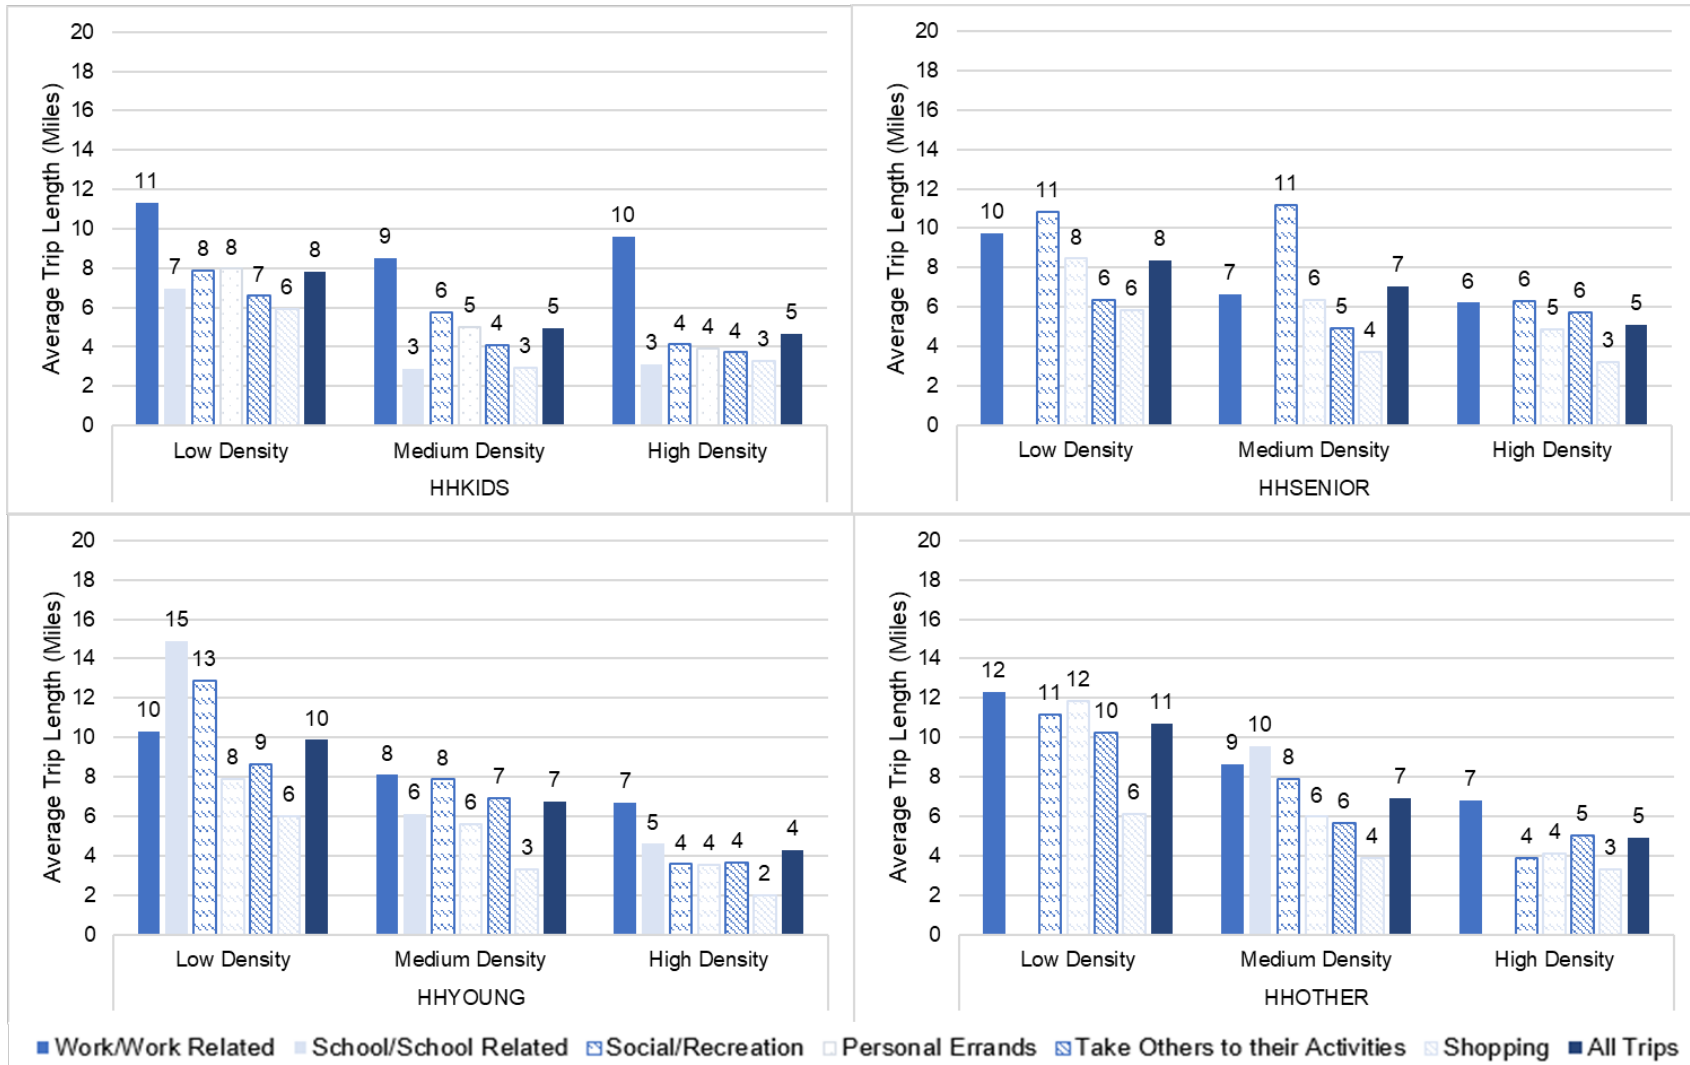 20
18
16
14
12
10
8
6
4
2
0
Average Trip Length (Miles)
11 7 8 8 7 6 8
9 3 6 5 4 3 5
10 3 4 4 4 3 5
Low Density Medium Density High Density
HHKIDS
20
18
16
14
12
10
8
6
4
2
0
Average Trip Length (Miles)
10 11 8 6 6 8
7 11 6 5 4 7
6 6 5 6 3 5
Low Density Medium Density High Density
HHSENIOR
20
18
16
14
12
10
8
6
4
2
0
Average Trip Length (Miles)
10 15 13 8 9 6 10
8 6 8 6 7 3 7
7 5 4 4 4 2 4
Low Density Medium Density High Density
HHYOUNG
20
18
16
14
12
10
8
6
4
2
0
Average Trip Length (Miles)
12 11 12 10 6 11
9 10 8 6 6 4 7
7 4 4 5 3 5
Low Density Medium Density High Density
HHOTHER
Work/Work Related School/School Related Social/Recreation Personal Errands Take Others to their Activities Shopping All Trips